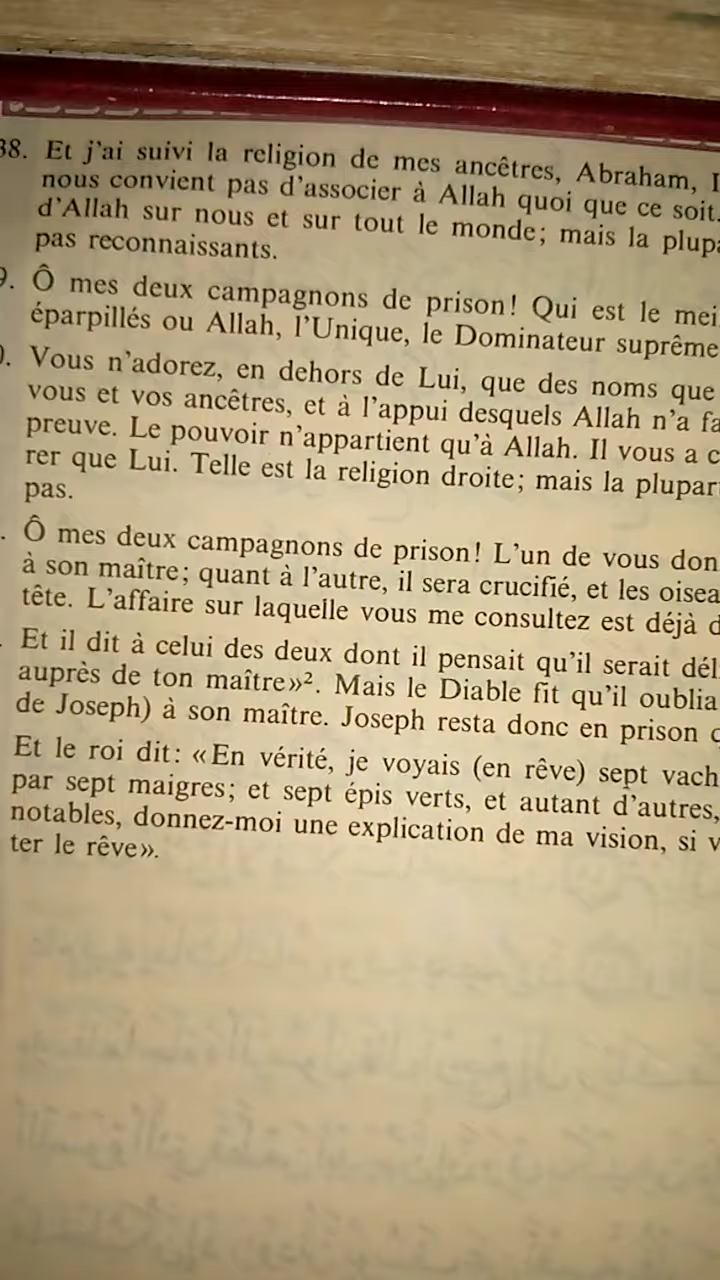 38. Et j'ai suivi la religion de mes ancêtres, Abraham,
nous convient pas d'associer à Allah quoi que ce soit.
d'Allah sur nous et sur tout le monde; mais la
pas reconnaissants.
9. Ô mes deux campagnons de prison! Qui est le
éparpillés ou Allah, l'Unique, le Dominateur suprême
0. Vous n'adorez, en dehors de Lui, que des noms que
vous et vos ancêtres, et à l'appui desquels Allah n'a
preuve. Le pouvoir n'appartient qu'à Allah. Il vous a
rer que Lui. Telle est la religion droite; mais la
pas.
. Ô mes deux campagnons de prison! L'un de vous
à son maître; quant à l'autre, il sera crucifié, et les
tête. L'affaire sur laquelle vous me consultez est déjà
. Et il dit à celui des deux dont il pensait qu'il serait
auprès de ton maître»². Mais le Diable fit qu'il oublia
de Joseph) à son maître. Joseph resta donc en prison
Et le roi dit: «En vérité, je voyais (en rêve) sept
par sept maigres; et sept épis verts, et autant d'autres,
notables, donnez-moi une explication de ma vision, si
ter le rêve».